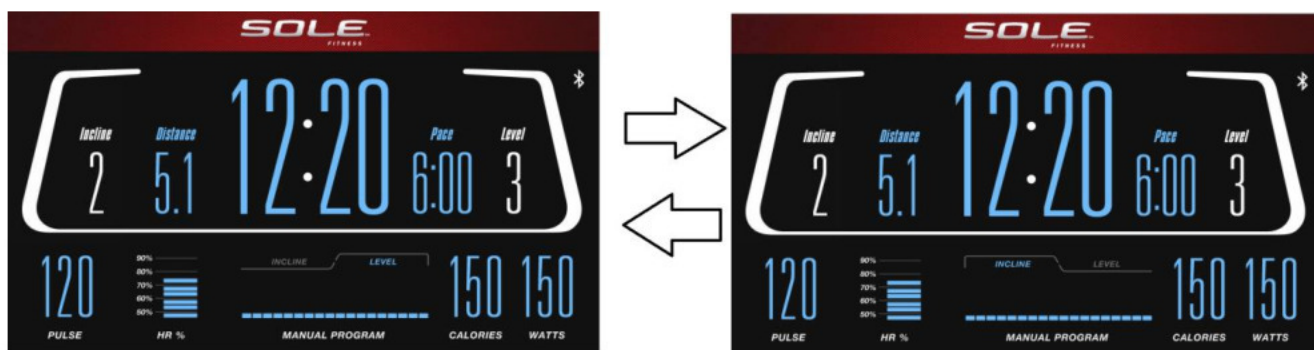 SOLE
FITNESS
12:20
Incline
Distance
Pace
Level
2
5.1
6:00
3
120
90%
80%
70%
60%
50%
INCLINE
LEVEL
150
150
PULSE
HR %
MANUAL PROGRAM
CALORIES
WATTS
SOLE
FITNESS
12:20
Incline
Distance
Pace
Level
2
5.1
6:00
3
120
90%
80%
70%
60%
50%
INCLINE
LEVEL
150
150
PULSE
HR %
MANUAL PROGRAM
CALORIES
WATTS